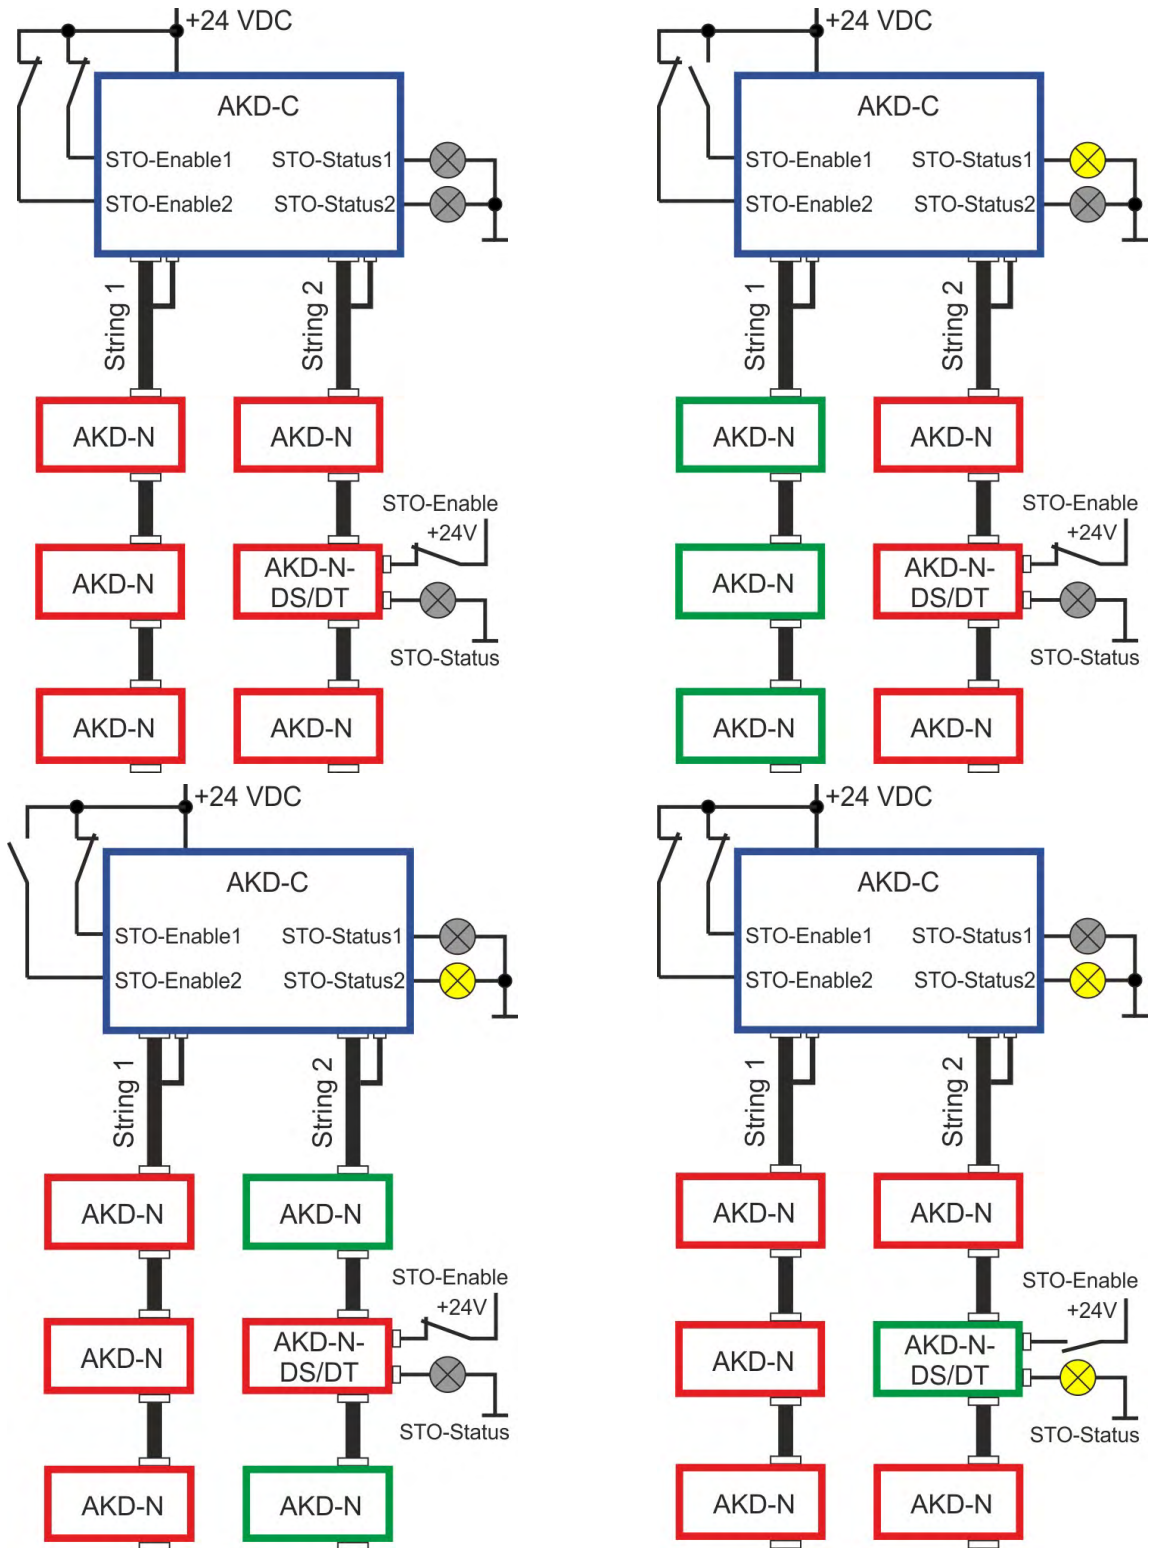 +24 VDC
AKD-C
STO-Enable1 STO-Status1
STO-Enable2 STO-Status2
String 1 String 2
AKD-N AKD-N
STO-Enable
+24V
AKD-N AKD-N-
DS/DT
STO-Status
AKD-N AKD-N
+24 VDC
AKD-C
STO-Enable1 STO-Status1
STO-Enable2 STO-Status2
String 1 String 2
AKD-N AKD-N
STO-Enable
+24V
AKD-N AKD-N-
DS/DT
STO-Status
AKD-N AKD-N
+24 VDC
AKD-C
STO-Enable1 STO-Status1
STO-Enable2 STO-Status2
String 1 String 2
AKD-N AKD-N
STO-Enable
+24V
AKD-N AKD-N-
DS/DT
STO-Status
AKD-N AKD-N
+24 VDC
AKD-C
STO-Enable1 STO-Status1
STO-Enable2 STO-Status2
String 1 String 2
AKD-N AKD-N
STO-Enable
+24V
AKD-N AKD-N-
DS/DT
STO-Status
AKD-N AKD-N